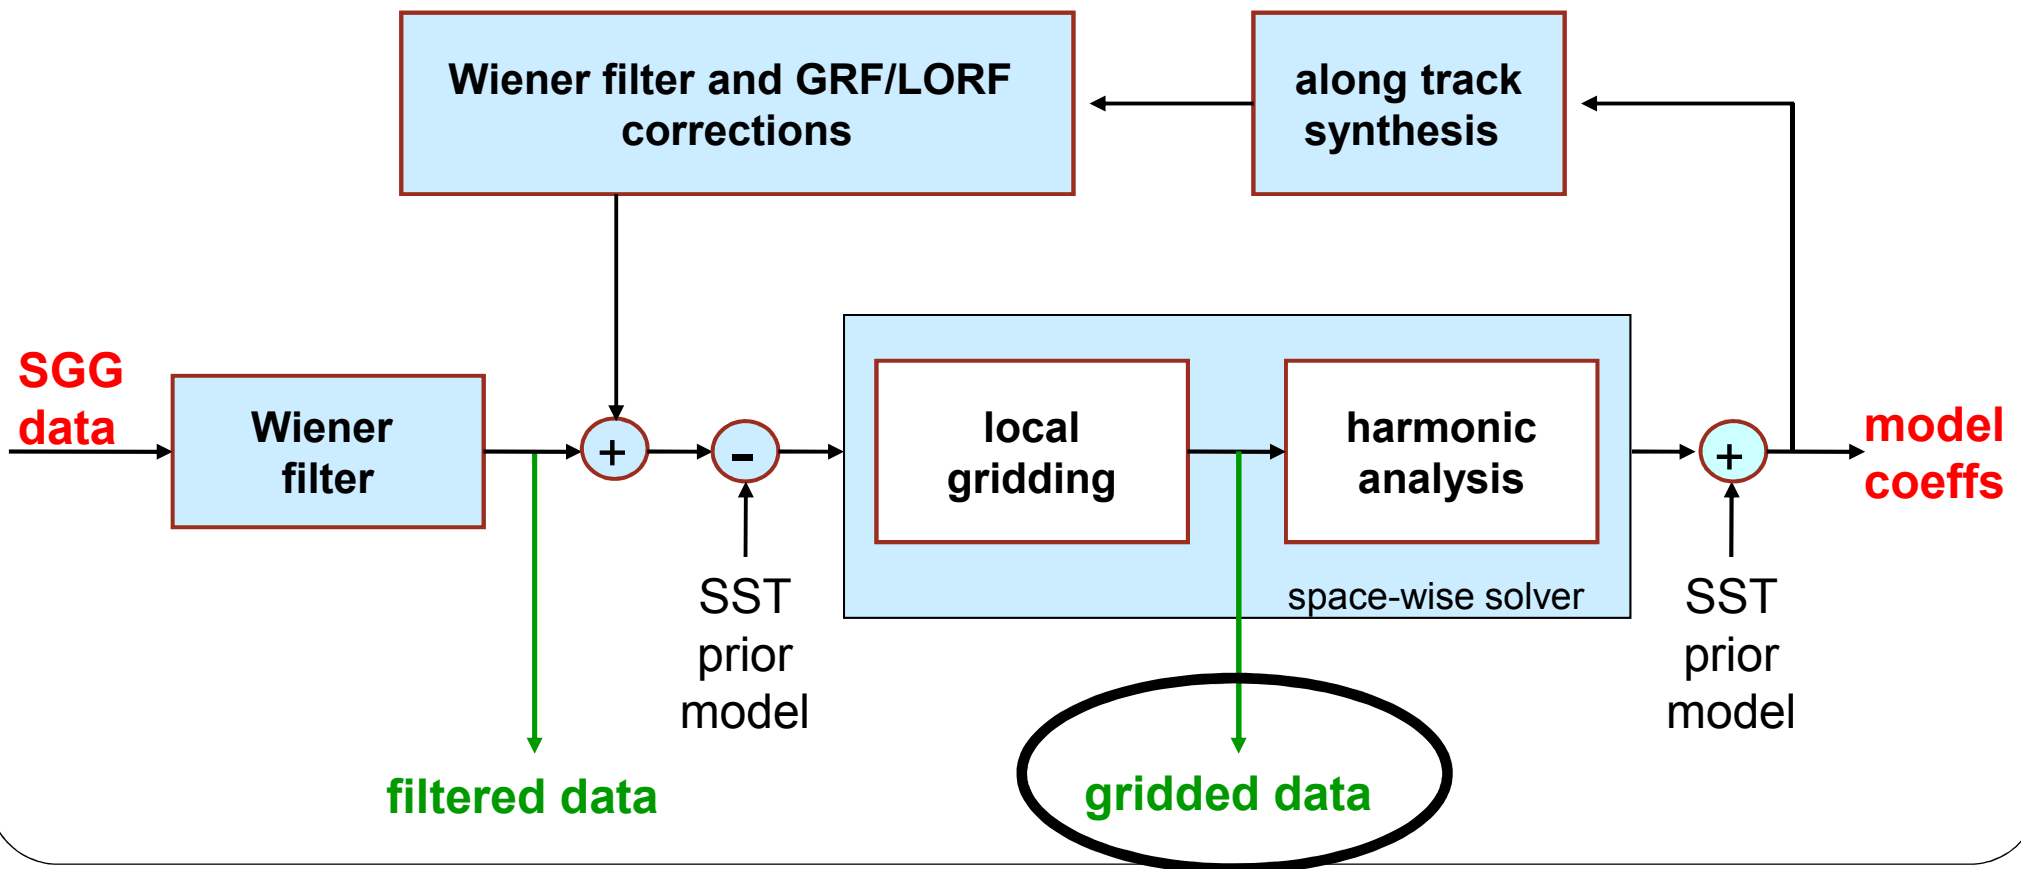 Wiener filter and GRF/LORF
corrections
along track
synthesis
SGG
data
Wiener
filter
+
-
local
gridding
harmonic
analysis
space-wise solver
+
model
coeffs
SST
prior
model
SST
prior
model
filtered data
gridded data